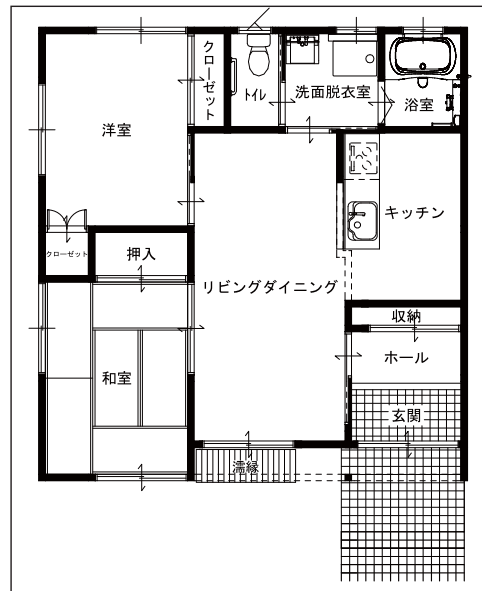 クローゼット
トイレ
洗面脱衣室
浴室
洋室
キッチン
クローゼット
押入
リビングダイニング
収納
ホール
和室
玄関
濡縁